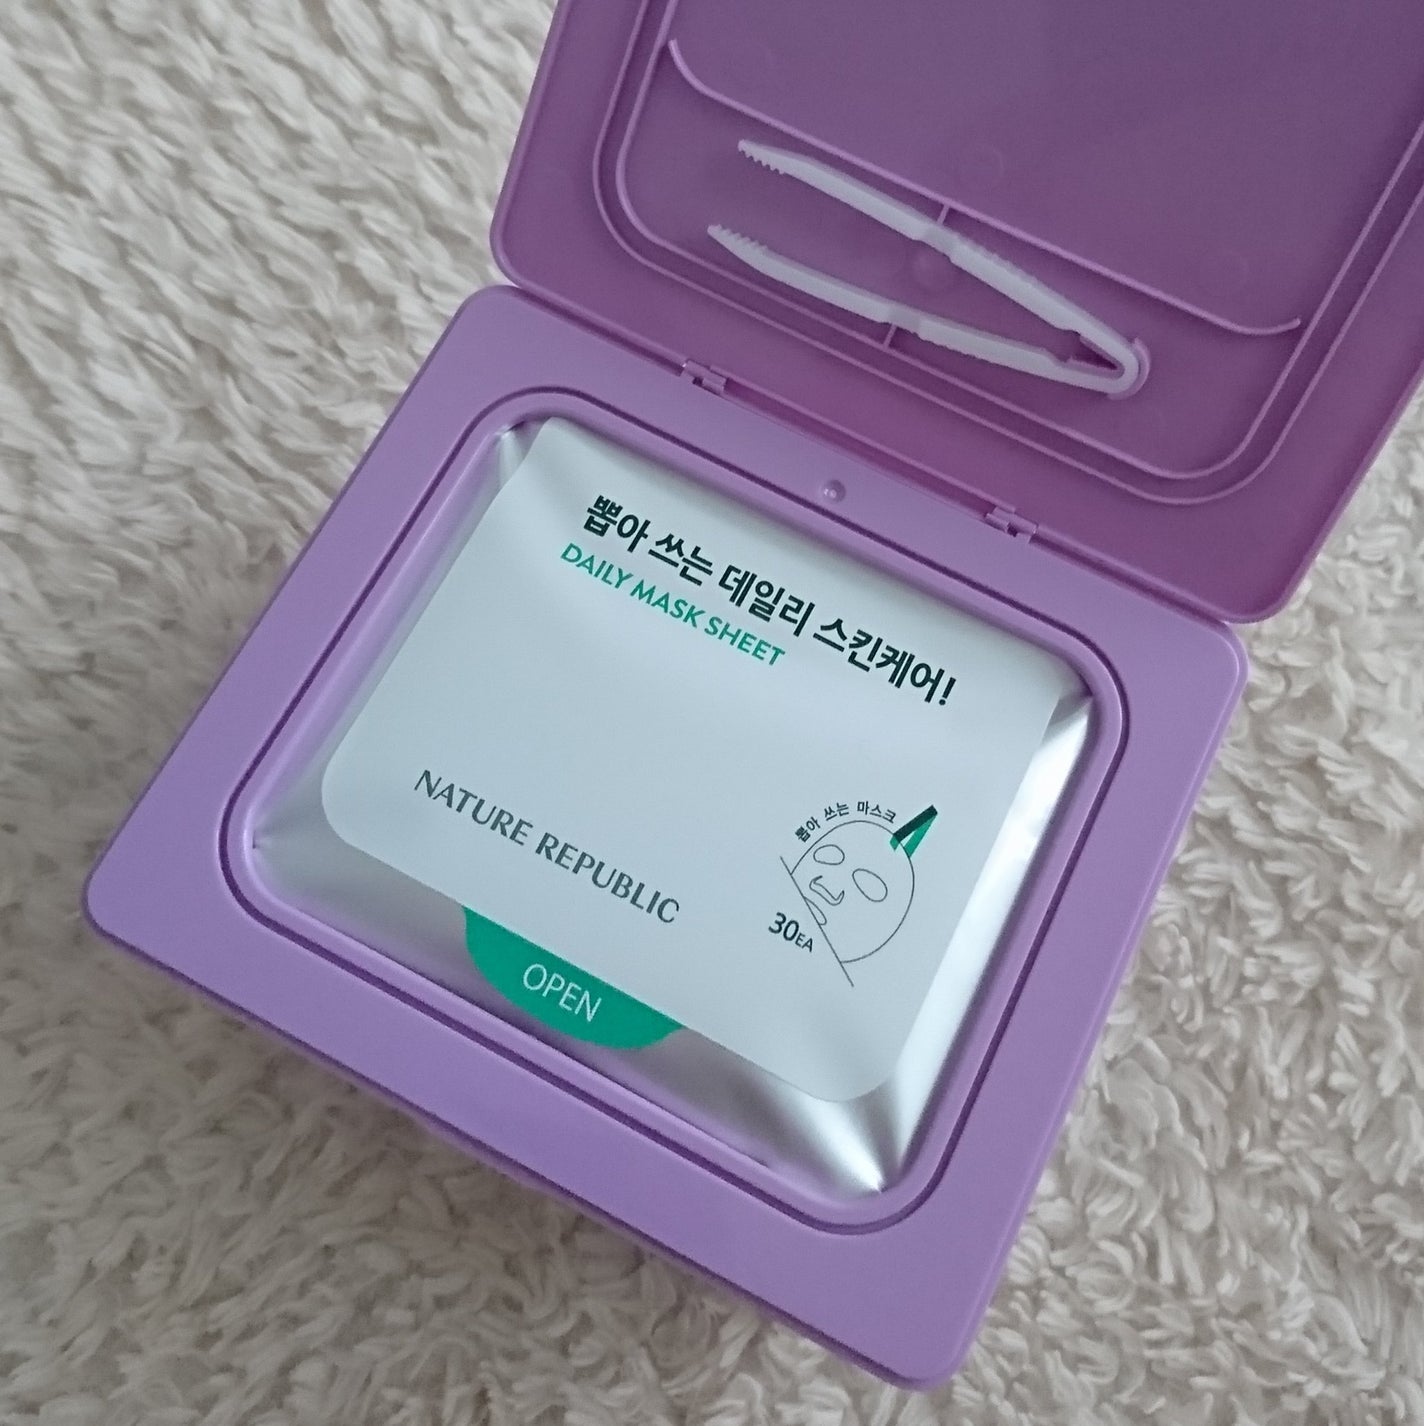 뽑아 쓰는 데일리 스킨케어!
DAILY MASK SHEET
NATURE REPUBLIC
뽑아 쓰는 마스크
30EA
OPEN